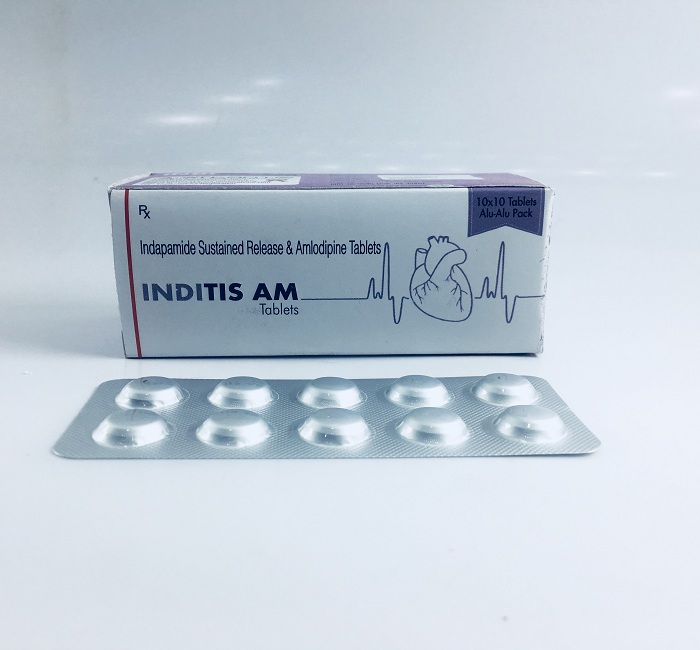 Rx
10x10 Tablets
Alu-Alu Pack
Indapamide Sustained Release & Amlodipine Tablets
INDITIS AM
Tablets